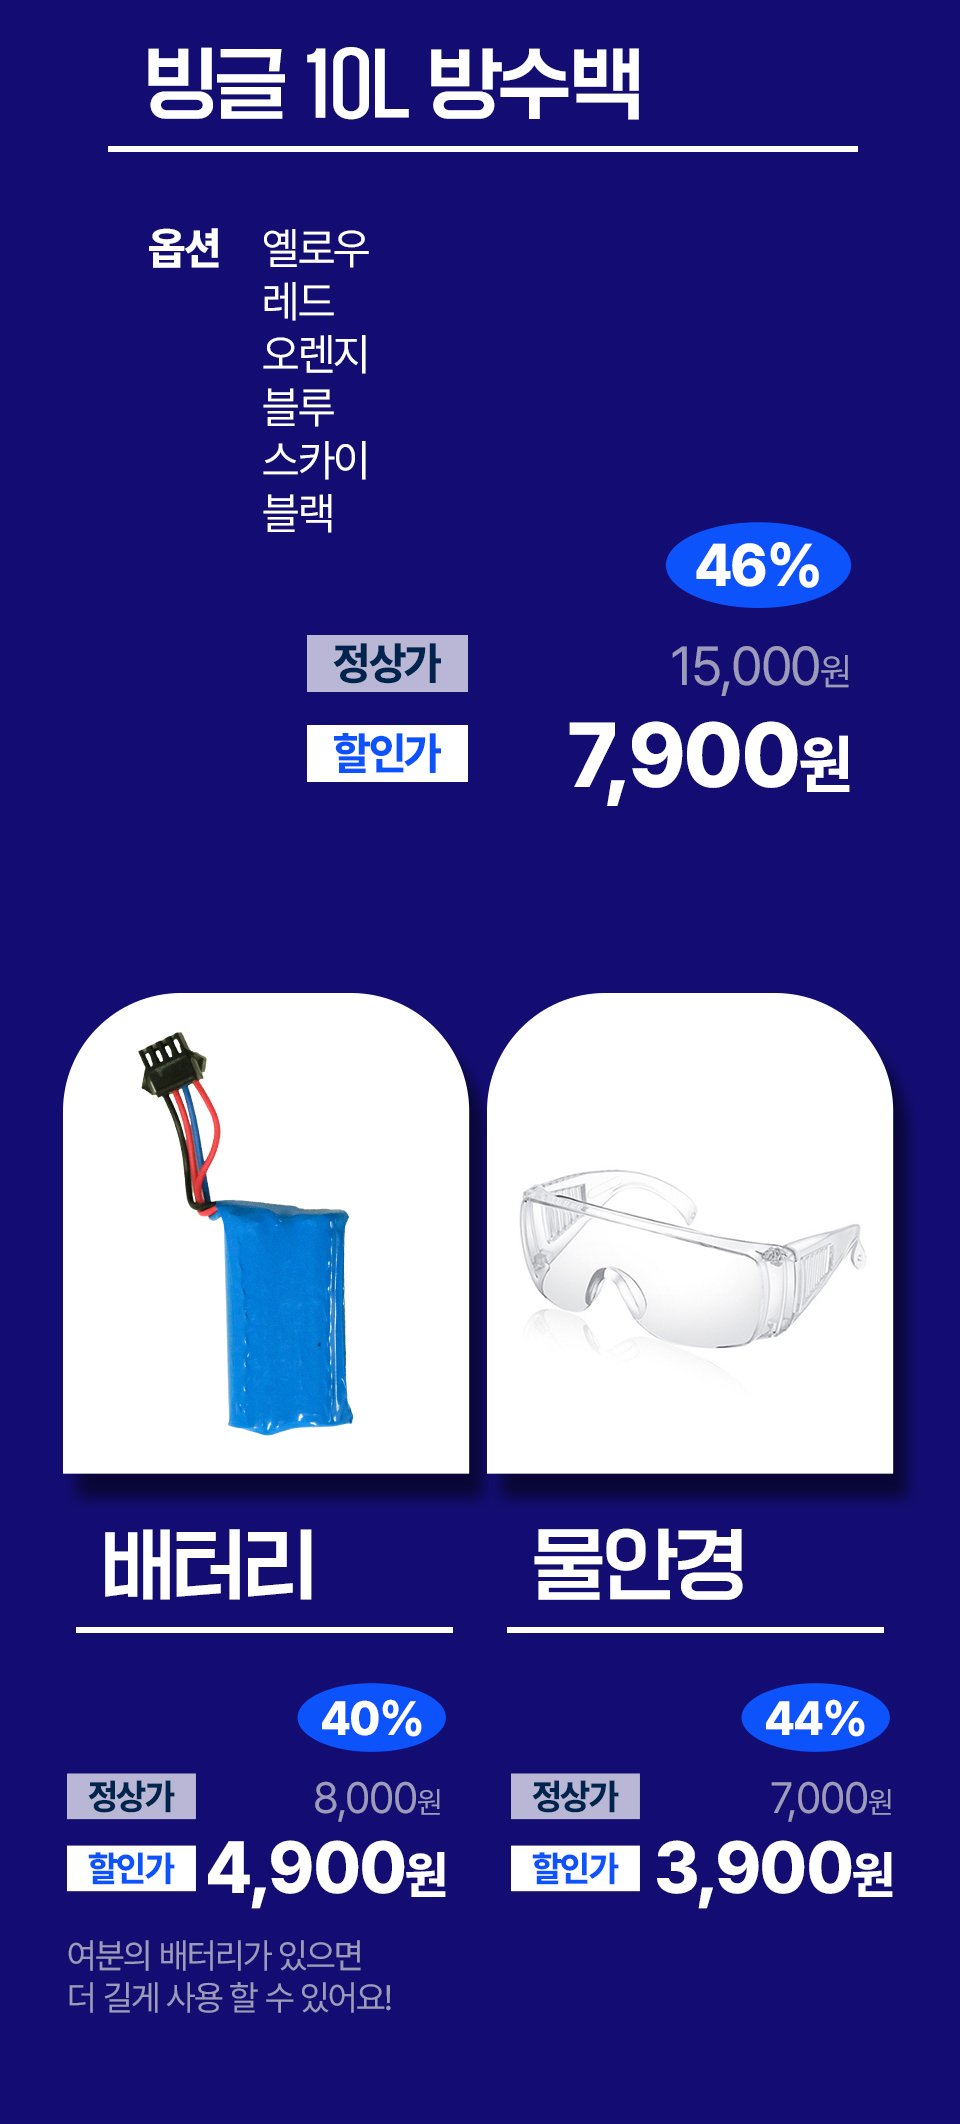 빙글 10L 방수백
옵션 옐로우
레드
오렌지
블루
스카이
블랙
46%
정상가 15,000원
할인가 7,900원
배터리
40%
정상가 8,000원
할인가 4,900원
여분의 배터리가 있으면
더 길게 사용 할 수 있어요!
물안경
44%
정상가 7,000원
할인가 3,900원